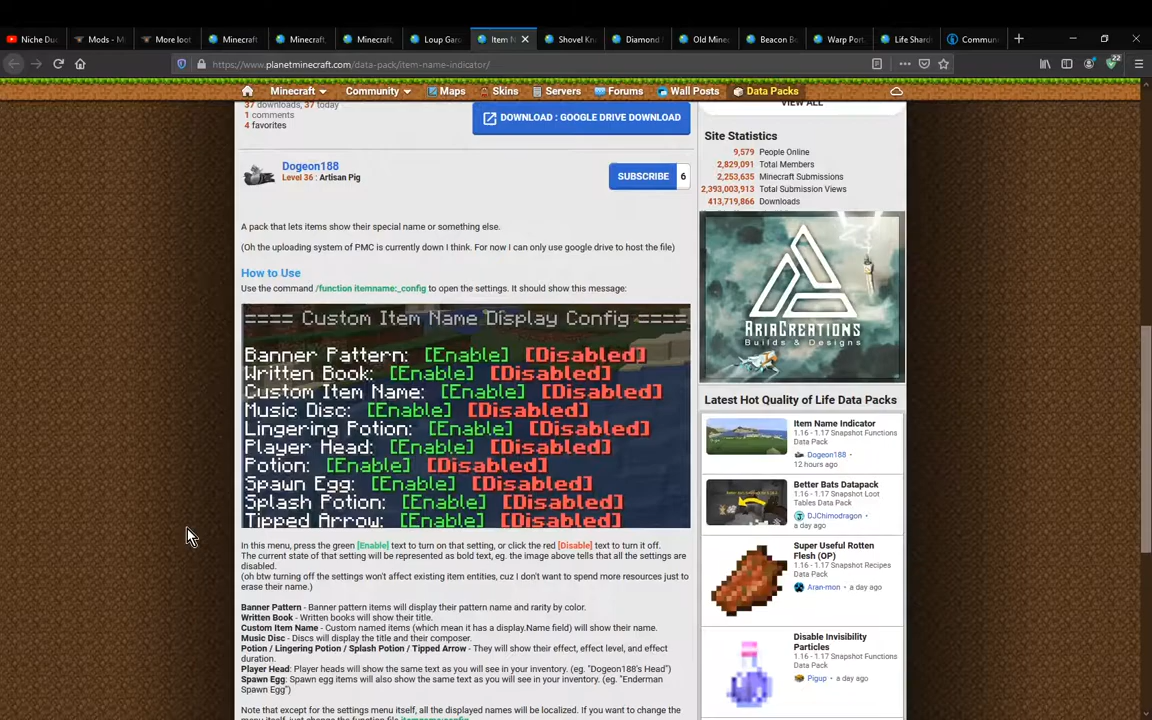 Niche Du
Mods - M
More loot
Minecraft
Minecraft,
Minecraft,
Loup Garo
Item N
Shovel Kn
Diamond
Old Minec
Beacon Bo
Warp Port
Life Shard
Commun
https://www.planetminecraft.com/data-pack/item-name-indicator/
22
Minecraft
Community
Maps
Skins
Servers
Forums
Wall Posts
Data Packs
37 downloads, 37 today
1 comments
4 favorites
DOWNLOAD : GOOGLE DRIVE DOWNLOAD
Dogeon188
Level 36 : Artisan Pig
SUBSCRIBE 6
A pack that lets items show their special name or something else.
(Oh the uploading system of PMC is currently down I think. For now I can only use google drive to host the file)
How to Use
Use the command /function itemname:_config to open the settings. It should show this message:
==== Custom Item Name Display Config ====
Banner Pattern: [Enable] [Disabled]
Written Book: [Enable] [Disabled]
Custom Item Name: [Enable] [Disabled]
Music Disc: [Enable] [Disabled]
Lingering Potion: [Enable] [Disabled]
Player Head: [Enable] [Disabled]
Potion: [Enable] [Disabled]
Spawn Egg: [Enable] [Disabled]
Splash Potion: [Enable] [Disabled]
Tipped Arrow: [Enable] [Disabled]
In this menu, press the green [Enable] text to turn on that setting, or click the red [Disable] text to turn it off.
The current state of that setting will be represented as bold text, eg. the image above tells that all the settings are
disabled.
(oh btw turning off the settings won't affect existing item entities, cuz I don't want to spend more resources just to
erase their name.)
Banner Pattern - Banner pattern items will display their pattern name and rarity by color.
Written Book - Written books will show their title.
Custom Item Name - Custom named items (which mean it has a display.Name field) will show their name.
Music Disc - Discs will display the title and their composer.
Potion / Lingering Potion / Splash Potion / Tipped Arrow - They will show their effect, effect level, and effect
duration.
Player Head: Player heads will show the same text as you will see in your inventory. (eg. "Dogeon188's Head")
Spawn Egg: Spawn egg items will also show the same text as you will see in your inventory. (eg. "Enderman
Spawn Egg")
Note that except for the settings menu itself, all the displayed names will be localized. If you want to change the
menu itself, just change the function file itemname:config
VIEW ALL
Site Statistics
9,579 People Online
2,829,091 Total Members
2,253,635 Minecraft Submissions
2,393,003,913 Total Submission Views
413,719,866 Downloads
ARIACREATIONS
Builds & Designs
Latest Hot Quality of Life Data Packs
Item Name Indicator
1.16 - 1.17 Snapshot Functions
Data Pack
Dogeon188 •
12 hours ago
Better Bats Datapack
1.16 - 1.17 Snapshot Loot
Tables Data Pack
DJChimodragon •
a day ago
Super Useful Rotten
Flesh (OP)
1.16 - 1.17 Snapshot Recipes
Data Pack
Aran-mon • a day ago
Disable Invisibility
Particles
1.16 - 1.17 Snapshot Functions
Data Pack
Pigup • a day ago